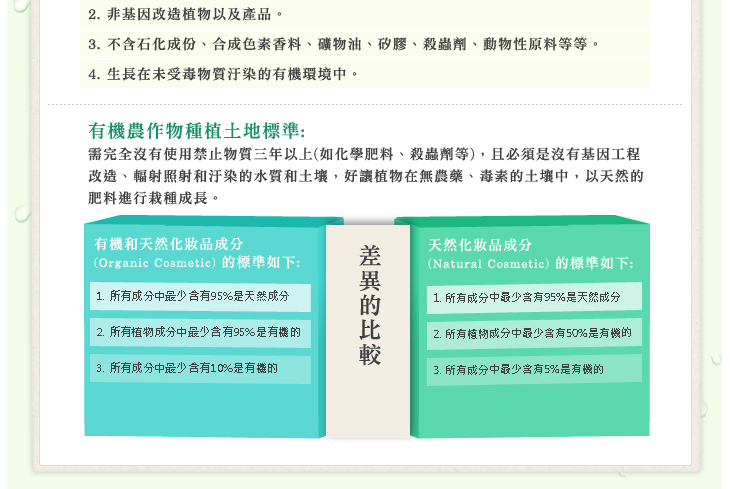 2. 非基因改造植物以及產品。
3. 不含石化成份、合成色素香料、礦物油、矽膠、殺蟲劑、動物性原料等等。
4. 生長在未受毒物質汙染的有機環境中。
有機農作物種植土地標準:
需完全沒有使用禁止物質三年以上(如化學肥料、殺蟲劑等)，且必須是沒有基因工程
改造、輻射照射和汙染的水質和土壤，好讓植物在無農藥、毒素的土壤中，以天然的
肥料進行栽種成長。
有機和天然化妝品成分
(Organic Cosmetic) 的標準如下:
1. 所有成分中最少含有95%是天然成分
2. 所有植物成分中最少含有95%是有機的
3. 所有成分中最少含有10%是有機的
差異的比較
天然化妝品成分
(Natural Cosmetic) 的標準如下:
1. 所有成分中最少含有95%是天然成分
2. 所有植物成分中最少含有50%是有機的
3. 所有成分中最少含有5%是有機的